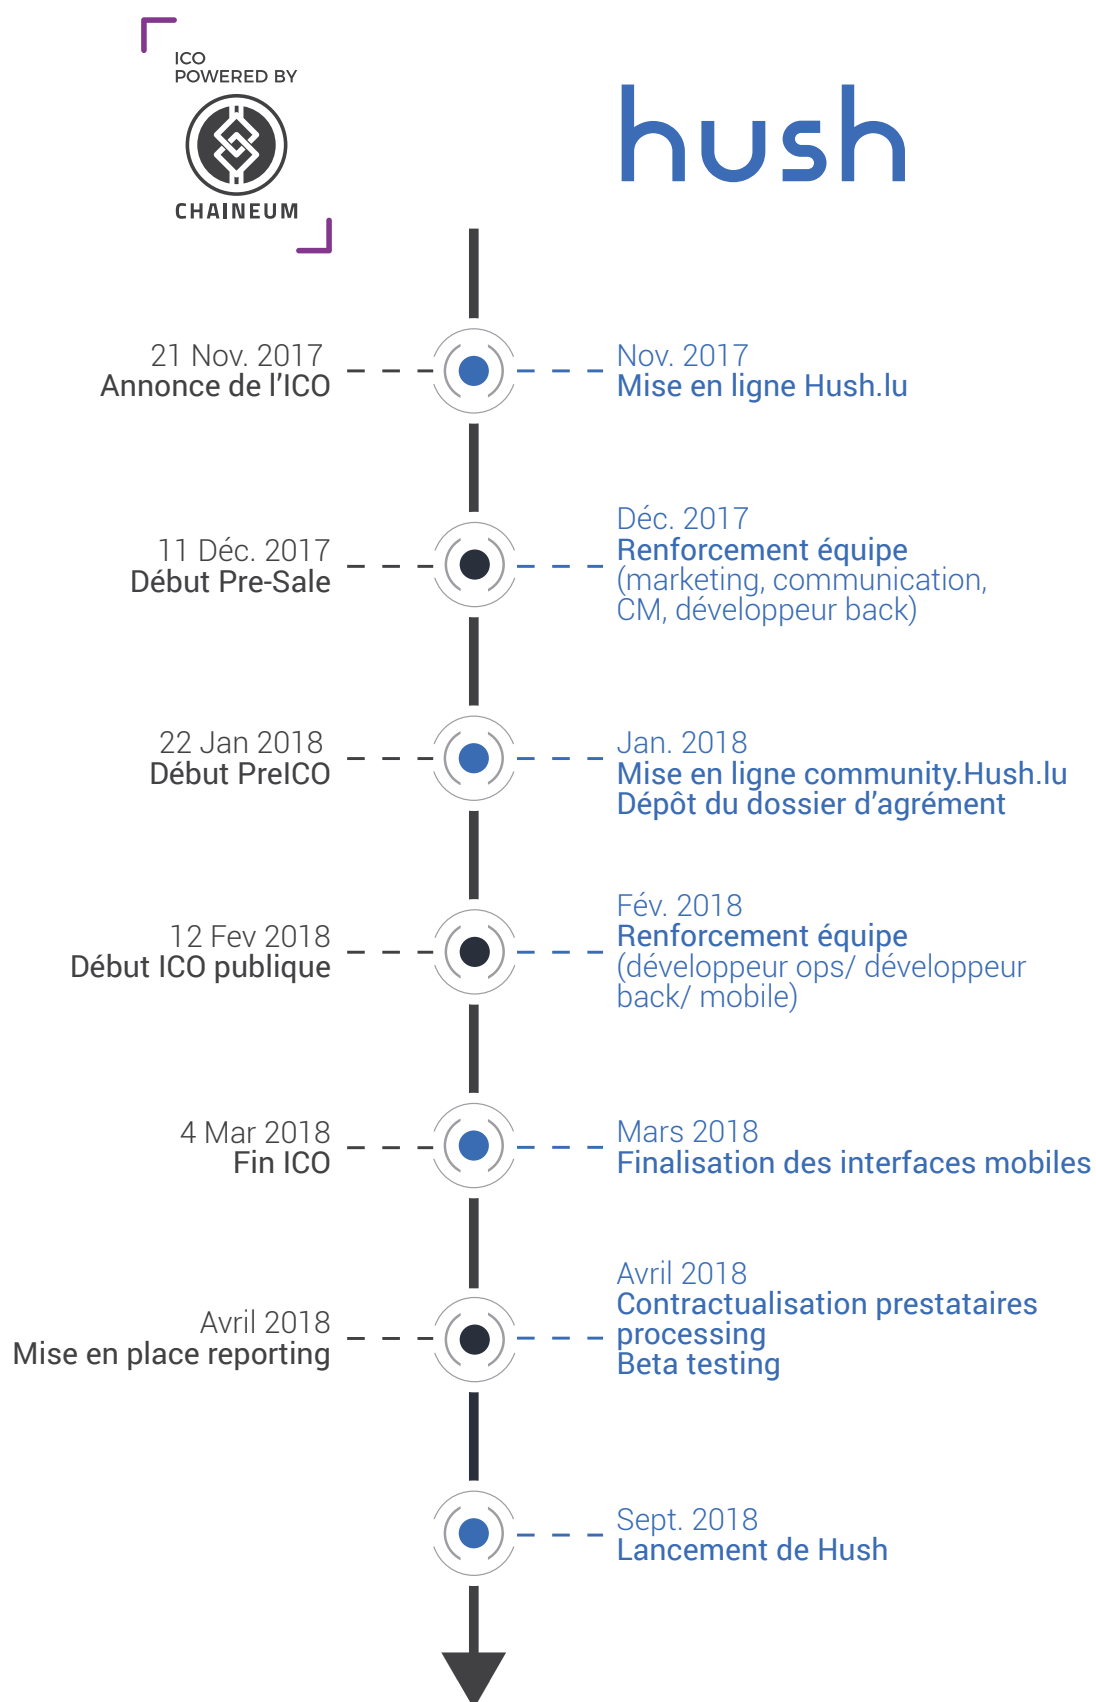 ICO
POWERED BY
CHAINEUM
hush
21 Nov. 2017
Annonce de l’ICO
Nov. 2017
Mise en ligne Hush.lu
11 Déc. 2017
Début Pre-Sale
Déc. 2017
Renforcement équipe
(marketing, communication,
CM, développeur back)
22 Jan 2018
Début PreICO
Jan. 2018
Mise en ligne community.Hush.lu
Dépôt du dossier d’agrément
12 Fev 2018
Début ICO publique
Fév. 2018
Renforcement équipe
(développeur ops/ développeur
back/ mobile)
4 Mar 2018
Fin ICO
Mars 2018
Finalisation des interfaces mobiles
Avril 2018
Mise en place reporting
Avril 2018
Contractualisation prestataires
processing
Beta testing
Sept. 2018
Lancement de Hush